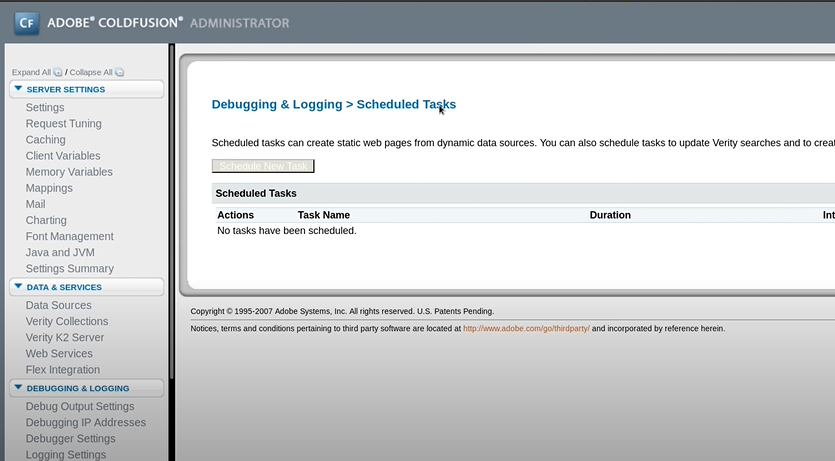 CF ADOBE® COLDFUSION® ADMINISTRATOR
Expand All / Collapse All
SERVER SETTINGS
Settings
Request Tuning
Caching
Client Variables
Memory Variables
Mappings
Mail
Charting
Font Management
Java and JVM
Settings Summary
DATA & SERVICES
Data Sources
Verity Collections
Verity K2 Server
Web Services
Flex Integration
DEBUGGING & LOGGING
Debug Output Settings
Debugging IP Addresses
Debugger Settings
Logging Settings
Debugging & Logging > Scheduled Tasks
Scheduled tasks can create static web pages from dynamic data sources. You can also schedule tasks to update Verity searches and to creat
Schedule New Task
Scheduled Tasks
Actions Task Name Duration Int
No tasks have been scheduled.
Copyright © 1995-2007 Adobe Systems, Inc. All rights reserved. U.S. Patents Pending.
Notices, terms and conditions pertaining to third party software are located at http://www.adobe.com/go/thirdparty/ and incorporated by reference herein.